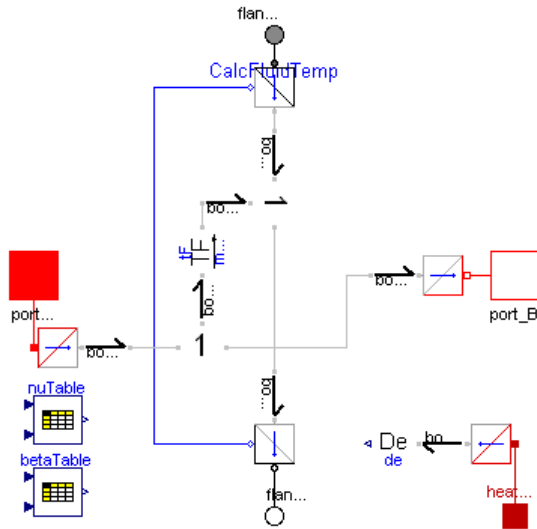 flan...
CalcFluidTemp
bo...
bo...
1
tF
TF
m...
bo...
bo...
port...
port_B
bo...
1
nuTable
bo...
De
bo
de
betaTable
heat...
flan...